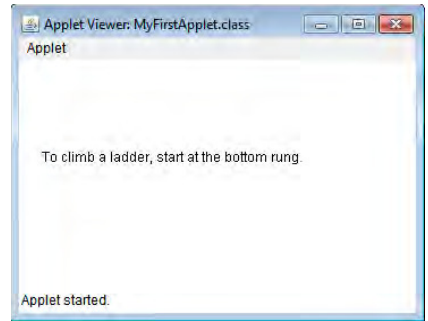 Applet Viewer: MyFirstApplet.class
Applet
To climb a ladder, start at the bottom rung.
Applet started.